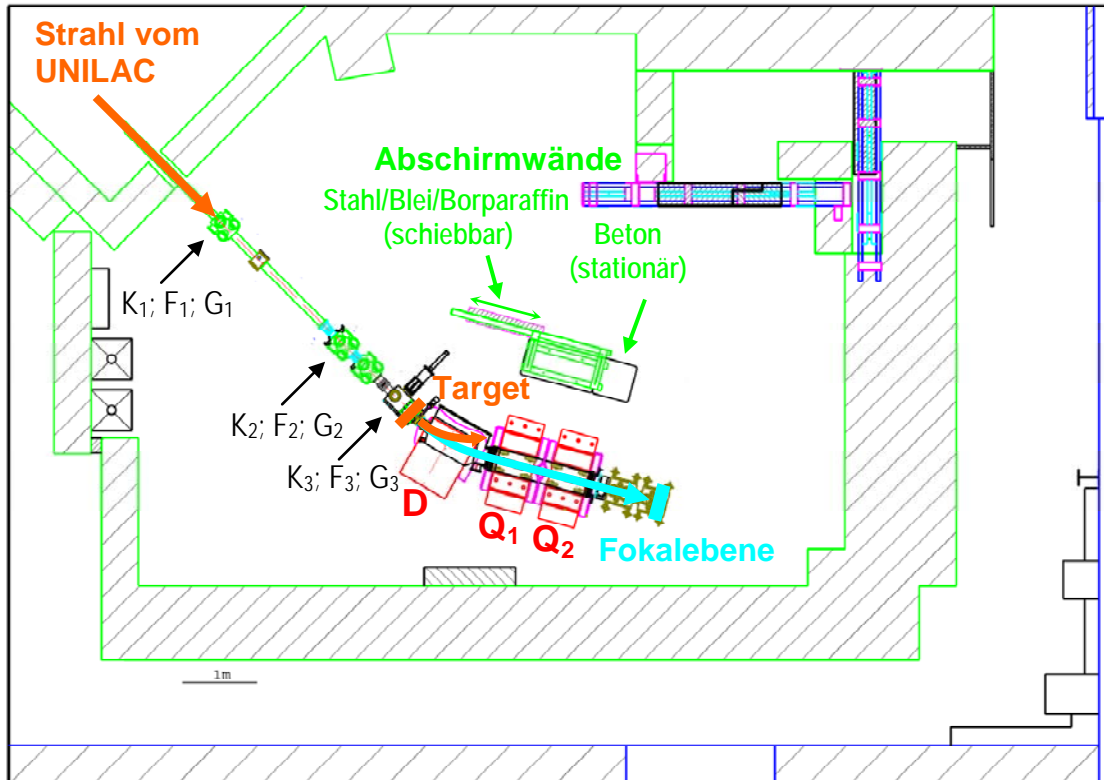 Strahl vom
UNILAC
Abschirmwände
Stahl/Blei/Borparaffin
(schiebbar)
Beton
(stationär)
K1; F1; G1
Target
K2; F2; G2
K3; F3; G3
D
Q1
Q2
Fokalebene
1m